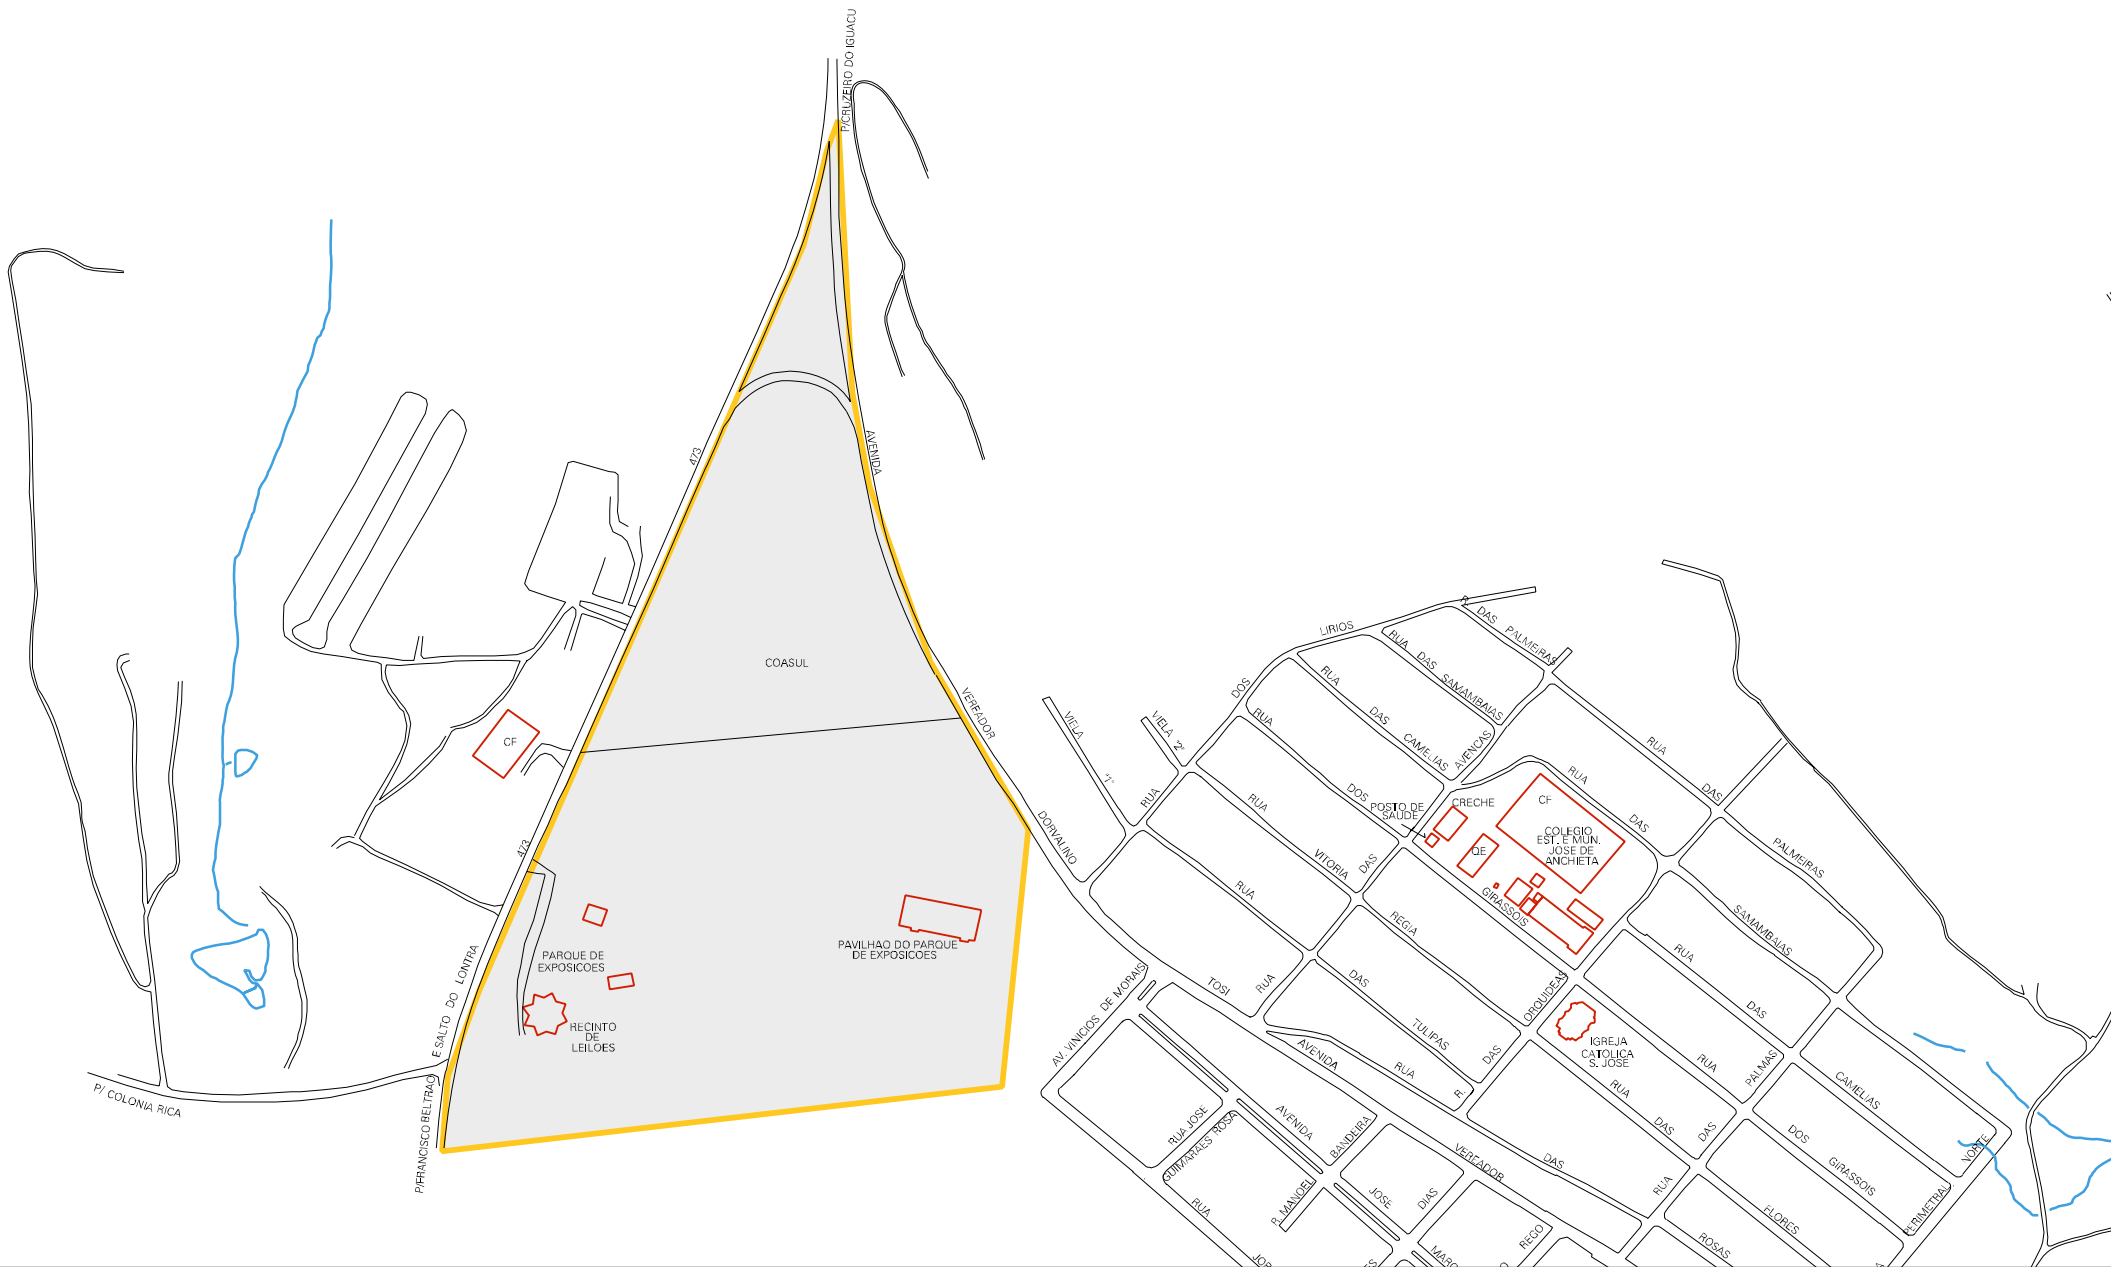 P/CRUZEIRO DO IGUACU
473
AVENIDA
COASUL
VEREADOR
DORVALINO
TOSI
CF
473
E SALTO DO LONTRA
P/FRANCISCO BELTRAO
P/ COLONIA RICA
PARQUE DE
EXPOSICOES
RECINTO
DE
LEILOES
PAVILHAO DO PARQUE
DE EXPOSICOES
VIELA
"1"
VIELA "2"
RUA
DOS
LIRIOS
R. DAS PALMEIRAS
RUA DAS SAMAMBAIAS
RUA DAS CAMELIAS
AVENCAS
RUA DOS
GIRASSOIS
RUA VITORIA
REGIA
DAS
RUA
RUA
DAS
TULIPAS
RUA
DAS
PALMEIRAS
RUA
DAS
SAMAMBAIAS
POSTO DE
SAUDE
CRECHE
CF
QE
COLEGIO
EST. E MUN.
JOSE DE
ANCHIETA
ORQUIDEAS
DAS
R.
IGREJA
CATOLICA
S. JOSE
RUA
DAS
RUA
CAMELIAS
RUA
DAS
DOS
GIRASSOIS
FLORES
ROSAS
PALMAS
DAS
RUA
PERIMETRAL
NORTE
AV. VINICIOS DE MORAIS
AVENIDA
RUA
DAS
VEREADOR
AVENIDA
BANDEIRA
R. MANOEL
RUA JOSE
GUIMARAES ROSA
RUA
JOSE
DIAS
REGO